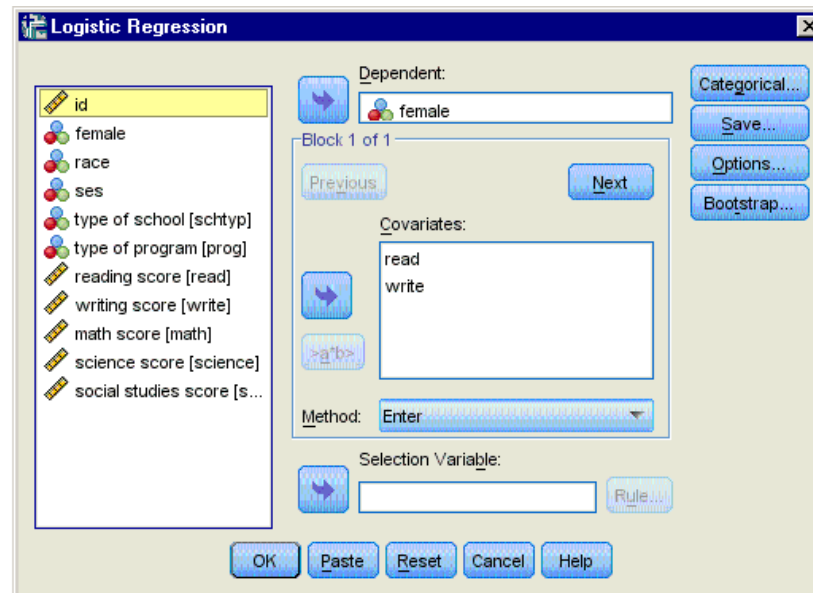 Logistic Regression
id
female
race
ses
type of school [schtyp]
type of program [prog]
reading score [read]
writing score [write]
math score [math]
science score [science]
social studies score [s...
Dependent:
female
Block 1 of 1
Previous
Next
Covariates:
read
write
>a*b>
Method: Enter
Selection Variable:
Rule...
Categorical...
Save...
Options...
Bootstrap...
OK Paste Reset Cancel Help